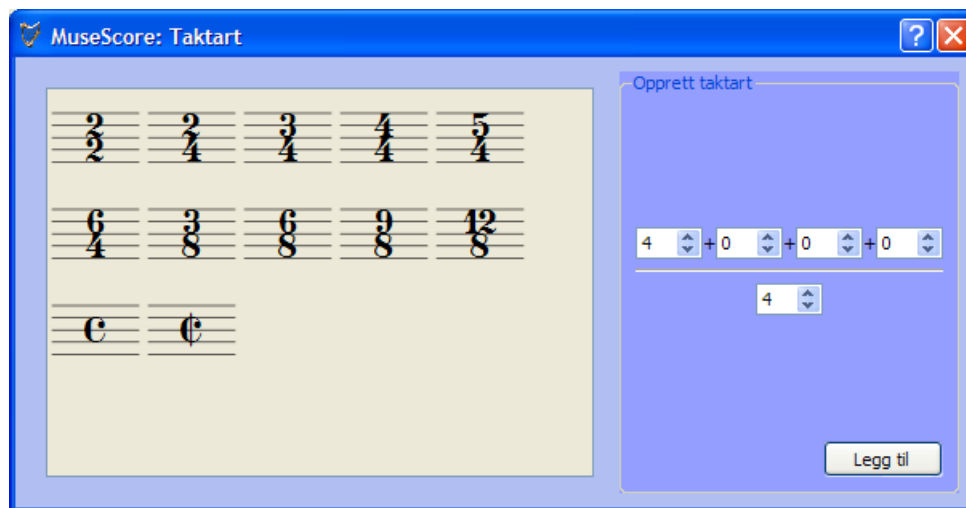 MuseScore: Taktart
Opprett taktart
2 2 3 4 5
2 4 4 4 4
6 3 6 9 12
4 8 8 8 8
C ¢
4 + 0 + 0 + 0
4
Legg til